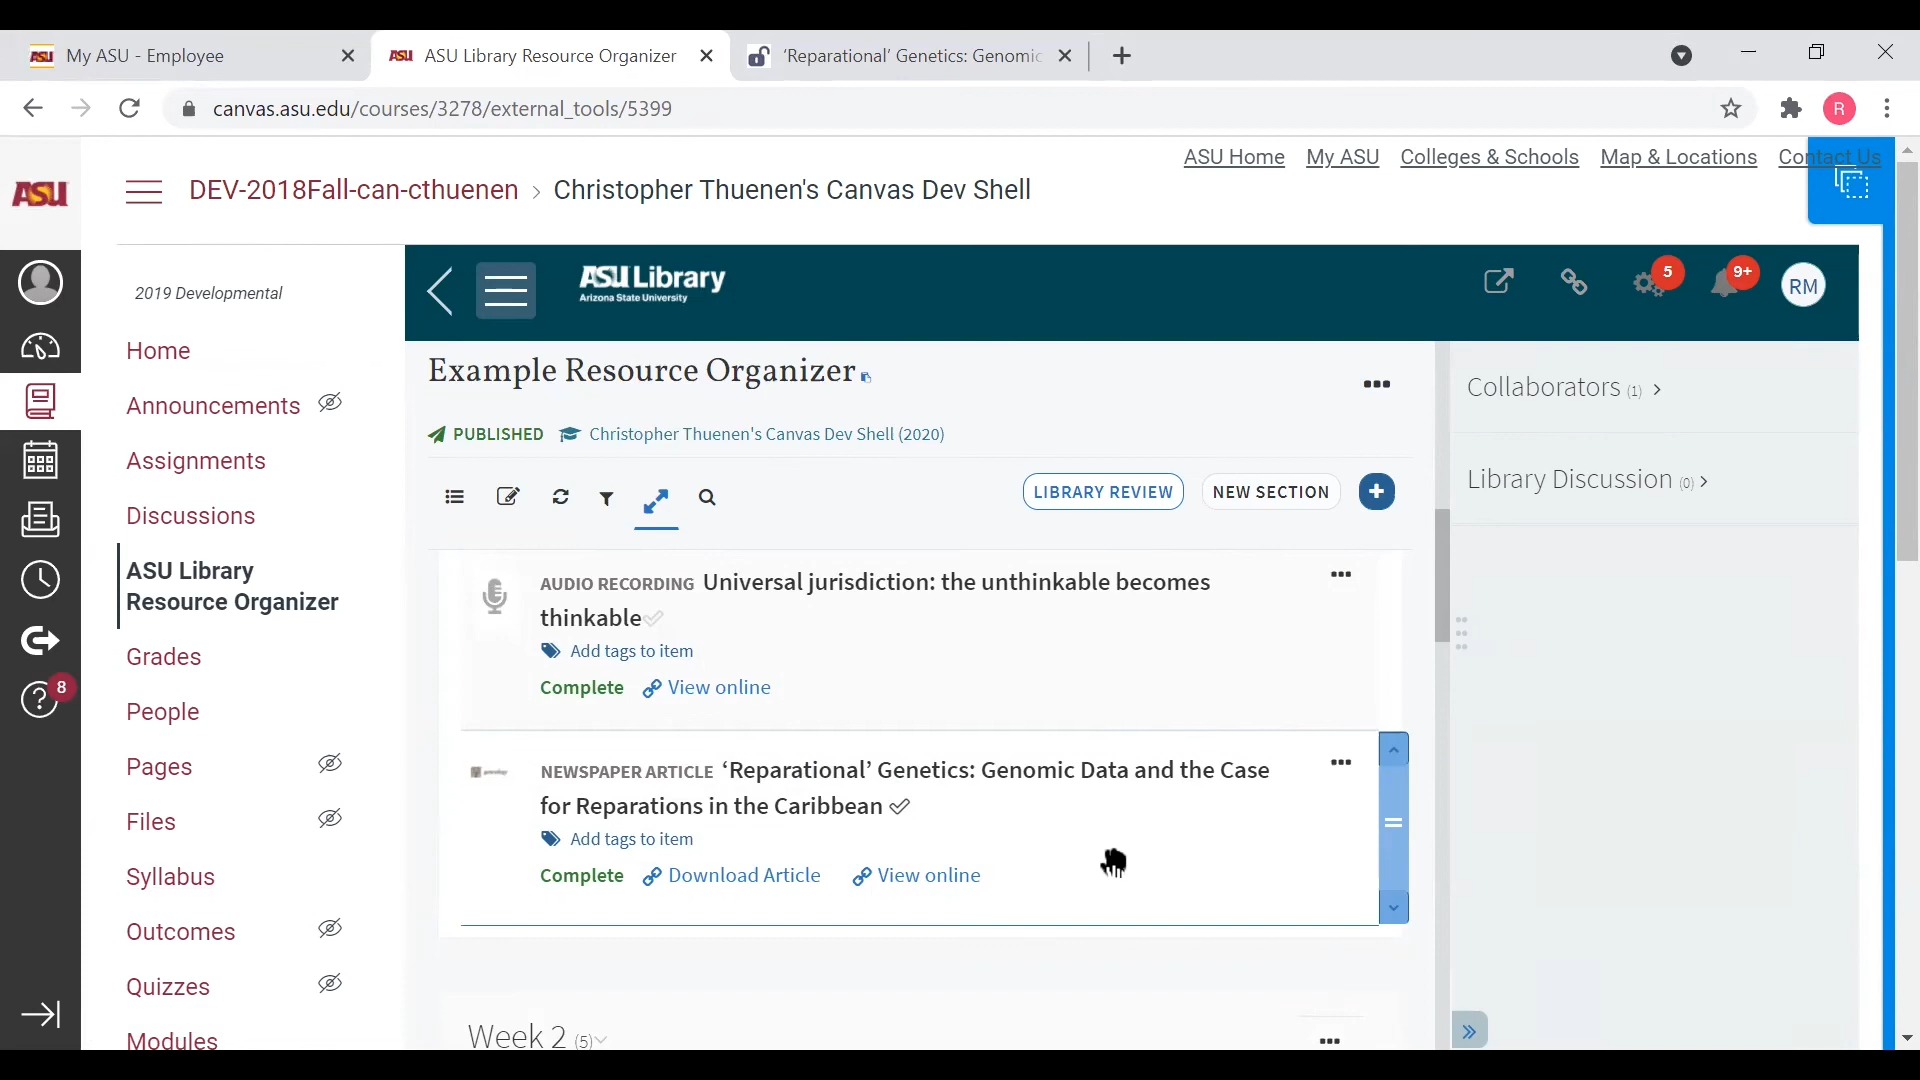 My ASU - Employee
ASU Library Resource Organizer
‘Reparational’ Genetics: Genomic
canvas.asu.edu/courses/3278/external_tools/5399
R
ASU Home
My ASU
Colleges & Schools
Map & Locations
Contact Us
ASU
DEV-2018Fall-can-cthuenen › Christopher Thuenen's Canvas Dev Shell
2019 Developmental
Home
Announcements
Assignments
Discussions
ASU Library
Resource Organizer
Grades
People
Pages
Files
Syllabus
Outcomes
Quizzes
Modules
8
ASU Library
Arizona State University
5
9+
RM
Example Resource Organizer
PUBLISHED Christopher Thuenen's Canvas Dev Shell (2020)
LIBRARY REVIEW
NEW SECTION
AUDIO RECORDING Universal jurisdiction: the unthinkable becomes
thinkable
Add tags to item
Complete View online
NEWSPAPER ARTICLE ‘Reparational’ Genetics: Genomic Data and the Case
for Reparations in the Caribbean
Add tags to item
Complete Download Article View online
Week 2 (5)
Collaborators (1)
Library Discussion (0)